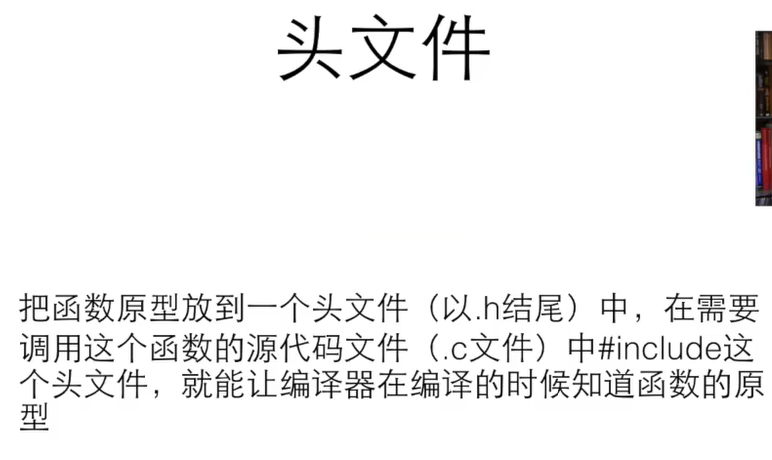 头文件
把函数原型放到一个头文件（以.h结尾）中，在需要
调用这个函数的源代码文件（.c文件）中#include这
个头文件，就能让编译器在编译的时候知道函数的原
型